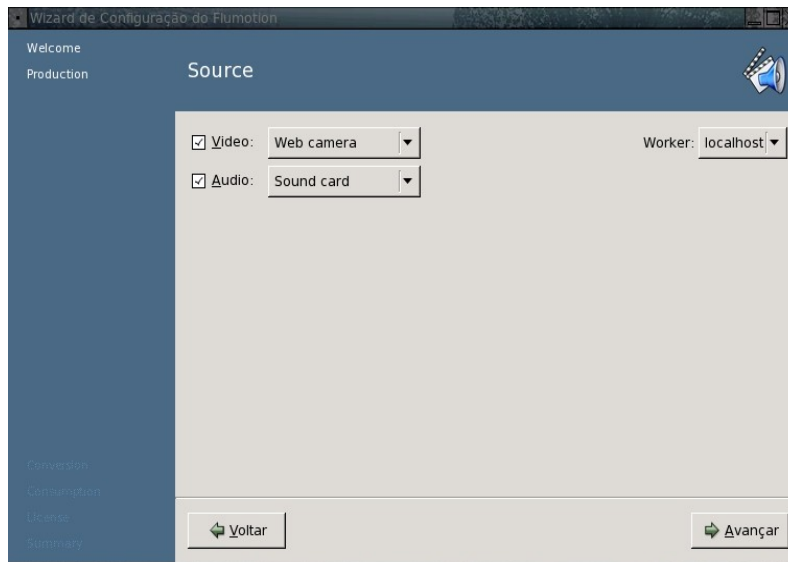 Wizard de Configuração do Flumotion
Welcome
Production
Source
Video: Web camera
Worker: localhost
Audio: Sound card
Conversion
Consumption
License
Summary
Voltar
Avançar